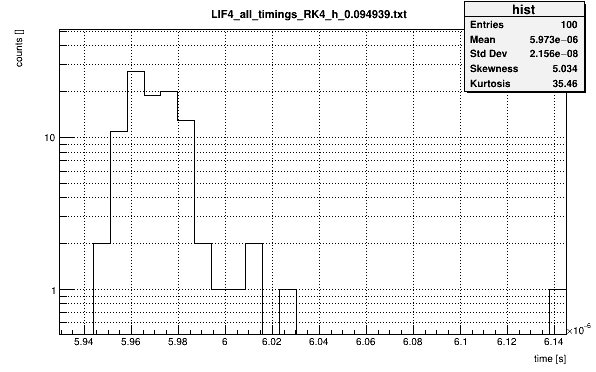 LIF4_all_timings_RK4_h_0.094939.txt
hist
Entries 100
Mean 5.973e−06
Std Dev 2.156e−08
Skewness 5.034
Kurtosis 35.46
counts []
10
1
5.94 5.96 5.98 6 6.02 6.04 6.06 6.08 6.1 6.12 6.14
×10⁻⁶
time [s]